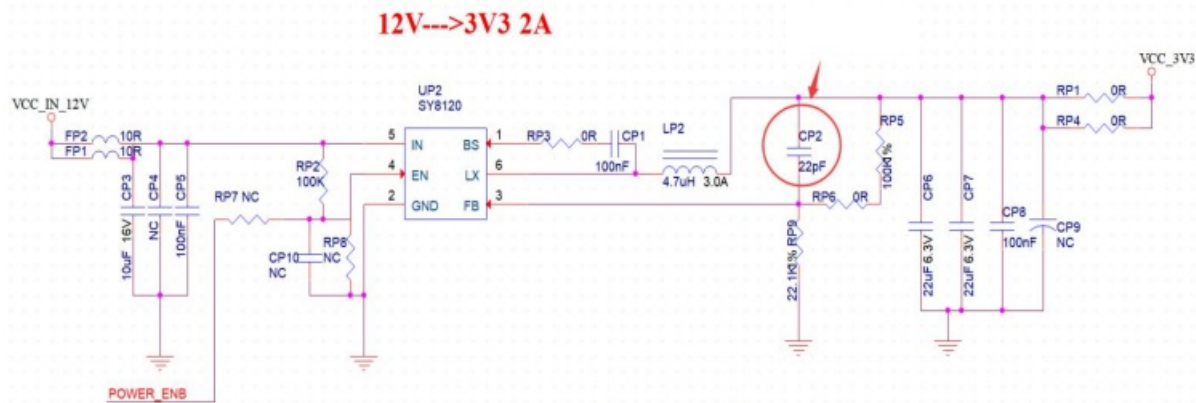 12V--->3V3 2A
VCC_3V3
UP2
SY8120
RP1 0R
VCC_IN_12V
FP2 10R
FP1 10R
5 IN BS 1
RP3 0R CP1
100nF
LP2
4.7uH 3.0A
CP2
22pF
RP5
100K1%
RP4 0R
RP2
100K
4 EN LX 6
2 GND FB 3
RP6 0R
CP3
10uF 16V
CP4
NC
CP5
100nF
RP7 NC
CP10
NC
RP8
NC
RP9
22.1K1%
CP6
22uF 6.3V
CP7
22uF 6.3V
CP8
100nF
CP9
NC
POWER_ENB